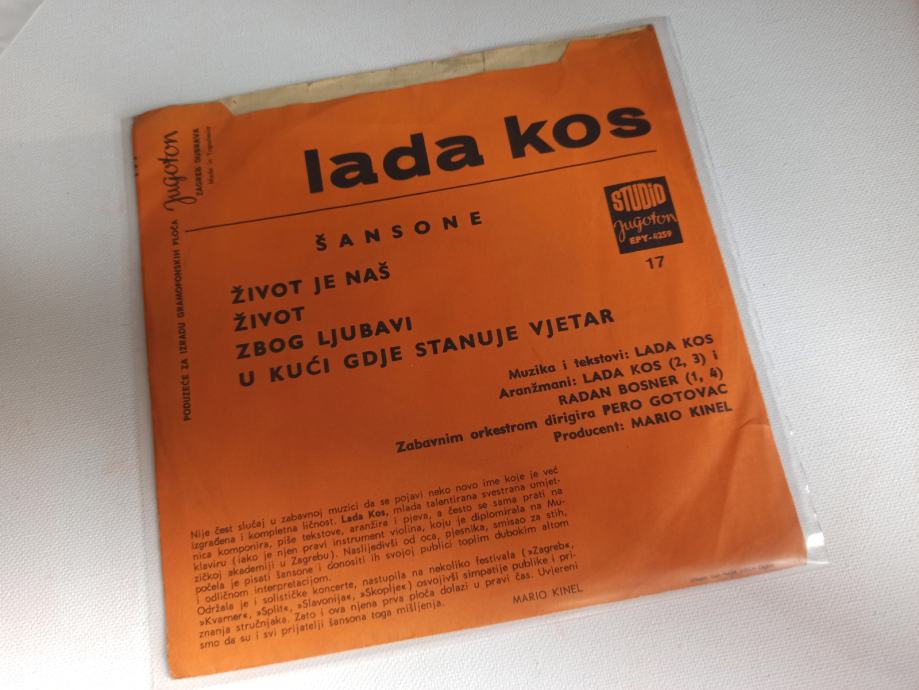 lada kos
ŠANSONE
ŽIVOT JE NAŠ
ŽIVOT
ZBOG LJUBAVI
U KUĆI GDJE STANUJE VJETAR
STUDIO
Jugoton
EPY-4259
17
Muzika i tekstovi: LADA KOS
Aranžmani: LADA KOS (2, 3) i
RADAN BOSNER (1, 4)
Zabavnim orkestrom dirigira PERO GOTOVAC
Producent: MARIO KINEL
PODUZEĆE ZA IZRADU GRAMOFONSKIH PLOČA
Jugoton
ZAGREB DUBRAVA
Made in Yugoslavia
Nije čest slučaj u zabavnoj muzici da se pojavi neko novo ime koje je već
izgrađena i kompletna ličnost. Lada Kos, mlada talentirana svestrana umjet-
nica komponira, piše tekstove, aranžira i pjeva, a često se sama prati na
klaviru (iako je njen pravi instrument violina, koju je diplomirala na Mu-
zičkoj akademiji u Zagrebu). Naslijedivši od oca, pjesnika, smisao za stih,
počela je pisati šansone i donositi ih svojoj publici toplim dubokim altom
i odličnom interpretacijom.
Održala je i solističke koncerte, nastupila na nekoliko festivala (»Zagreb«,
»Kvarner«, »Split«, »Slavonija«, »Skoplje«) osvojivši simpatije publike i pri-
znanja stručnjaka. Zato i ova njena prva ploča dolazi u pravi čas. Uvjereni
smo da su i svi prijatelji šansona toga mišljenja.
MARIO KINEL